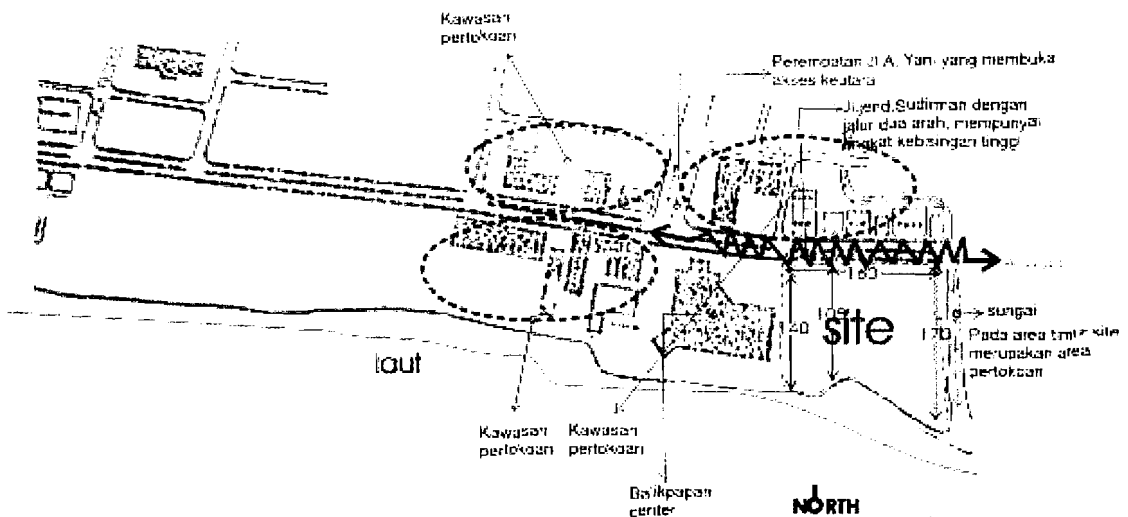 Kawasan
pertokoan
Perempatan Jl A. Yani yang membuka
akses keutara
Jl jend. Sudirman dengan
jalur dua arah, mempunyai
tingkat kebisingan tinggi
160
140
109
170
site
sungai
Pada area timur site
merupakan area
pertokoan
laut
Kawasan
pertokoan
Kawasan
pertokoan
Balikpapan
center
NORTH